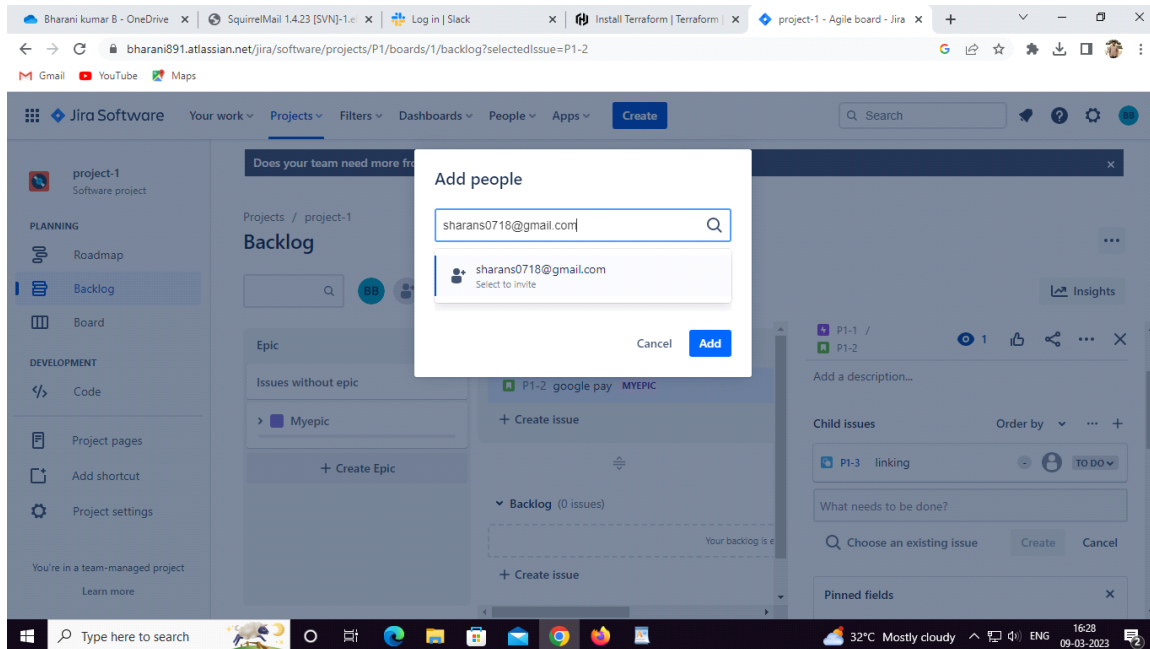 Bharani kumar B - OneDrive
SquirrelMail 1.4.23 [SVN]-1.e
Log in | Slack
Install Terraform | Terraform
project-1 - Agile board - Jira
bharani891.atlassian.net/jira/software/projects/P1/boards/1/backlog?selectedIssue=P1-2
Gmail YouTube Maps
Jira Software Your work Projects Filters Dashboards People Apps Create Search BB
project-1
Software project
PLANNING
Roadmap
Backlog
Board
DEVELOPMENT
Code
Project pages
Add shortcut
Project settings
You're in a team-managed project
Learn more
Does your team need more
Projects / project-1
Backlog
BB
Insights
Epic
Issues without epic
Myepic
+ Create Epic
Add people
sharans0718@gmail.com
sharans0718@gmail.com
Select to invite
Cancel Add
P1-2 google pay MYEPIC
+ Create issue
Backlog (0 issues)
Your backlog is
+ Create issue
P1-1 /
P1-2
1
Add a description...
Child issues Order by
P1-3 linking TO DO
What needs to be done?
Choose an existing issue Create Cancel
Pinned fields
Type here to search
32°C Mostly cloudy ENG
16:28
09-03-2023
2